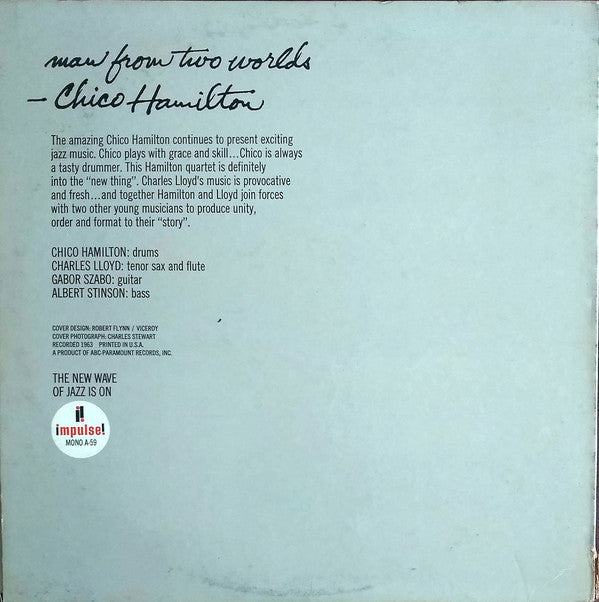 man from two worlds
– Chico Hamilton
The amazing Chico Hamilton continues to present exciting
jazz music. Chico plays with grace and skill...Chico is always
a tasty drummer. This Hamilton quartet is definitely
into the “new thing”. Charles Lloyd's music is provocative
and fresh...and together Hamilton and Lloyd join forces
with two other young musicians to produce unity,
order and format to their “story”.
CHICO HAMILTON: drums
CHARLES LLOYD: tenor sax and flute
GABOR SZABO: guitar
ALBERT STINSON: bass
COVER DESIGN: ROBERT FLYNN / VICEROY
COVER PHOTOGRAPH: CHARLES STEWART
RECORDED 1963 PRINTED IN U.S.A.
A PRODUCT OF ABC-PARAMOUNT RECORDS, INC.
THE NEW WAVE
OF JAZZ IS ON
i!
impulse!
MONO A-59